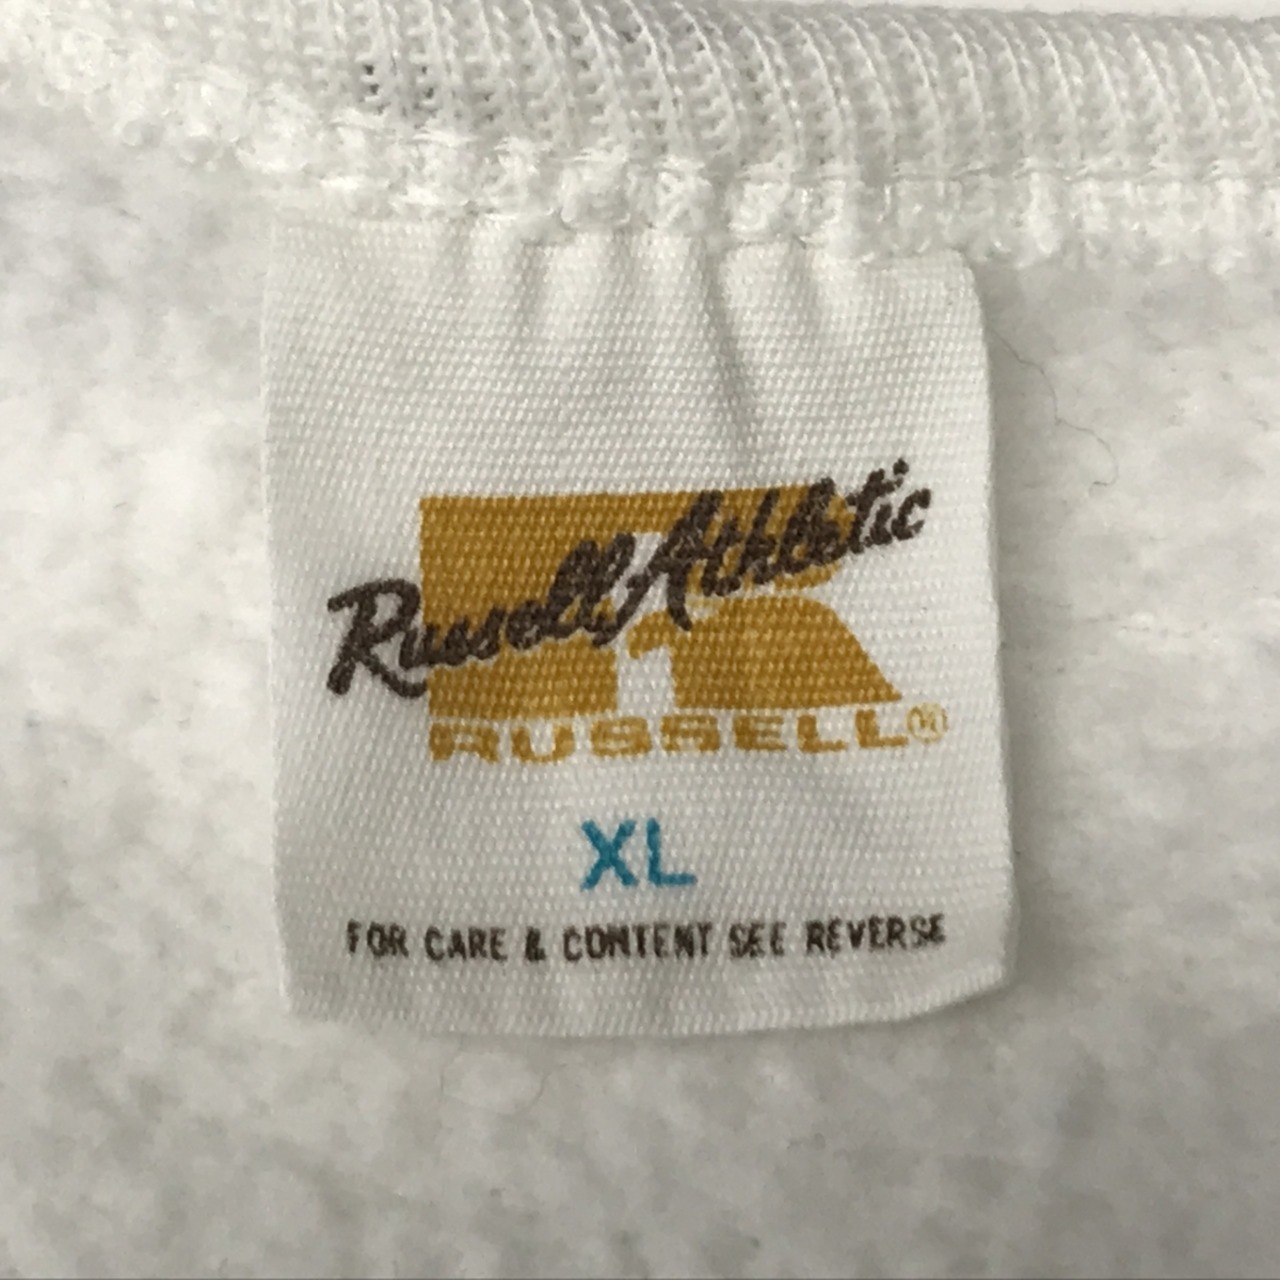 Russell Athletic
RUSSELL®
XL
FOR CARE & CONTENT SEE REVERSE